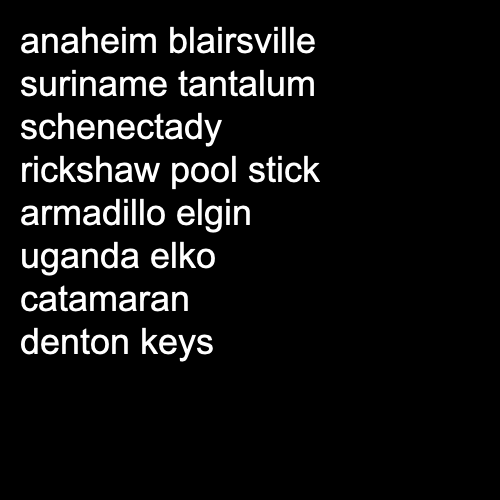 anaheim blairsville
suriname tantalum
schenectady
rickshaw pool stick
armadillo elgin
uganda elko
catamaran
denton keys